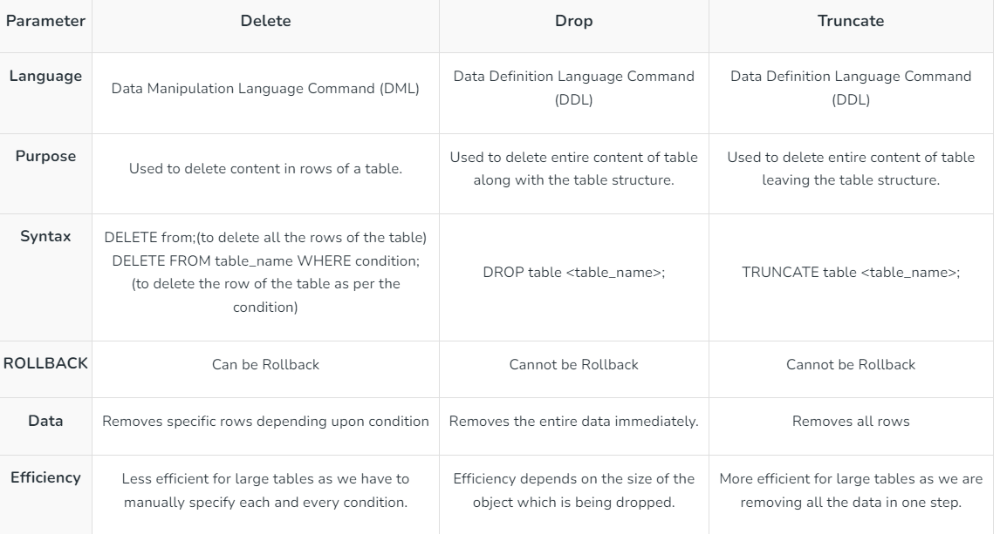 Parameter Delete Drop Truncate
Language
Data Manipulation Language Command (DML)
Data Definition Language Command
(DDL)
Data Definition Language Command
(DDL)
Purpose
Used to delete content in rows of a table.
Used to delete entire content of table
along with the table structure.
Used to delete entire content of table
leaving the table structure.
Syntax
DELETE from;(to delete all the rows of the table)
DELETE FROM table_name WHERE condition;
(to delete the row of the table as per the
condition)
DROP table <table_name>;
TRUNCATE table <table_name>;
ROLLBACK
Can be Rollback
Cannot be Rollback
Cannot be Rollback
Data
Removes specific rows depending upon condition
Removes the entire data immediately.
Removes all rows
Efficiency
Less efficient for large tables as we have to
manually specify each and every condition.
Efficiency depends on the size of the
object which is being dropped.
More efficient for large tables as we are
removing all the data in one step.